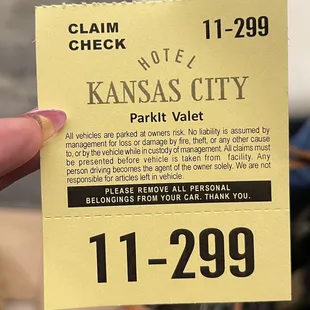 CLAIM 11-299
CHECK
HOTEL
KANSAS CITY
ParkIt Valet
All vehicles are parked at owners risk. No liability is assumed by
management for loss or damage by fire, theft, or any other cause
to, or by the vehicle while in custody of management. All claims must
be presented before vehicle is taken from facility. Any
person driving becomes the agent of the owner solely. We are not
responsible for articles left in vehicle.
PLEASE REMOVE ALL PERSONAL
BELONGINGS FROM YOUR CAR. THANK YOU.
11-299